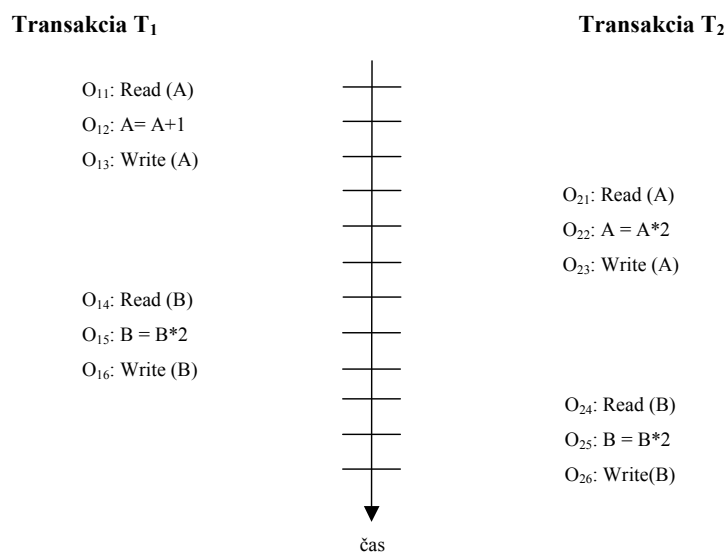 Transakcia T₁
Transakcia T₂
O₁₁: Read (A)
O₁₂: A= A+1
O₁₃: Write (A)
O₂₁: Read (A)
O₂₂: A = A*2
O₂₃: Write (A)
O₁₄: Read (B)
O₁₅: B = B*2
O₁₆: Write (B)
O₂₄: Read (B)
O₂₅: B = B*2
O₂₆: Write(B)
čas